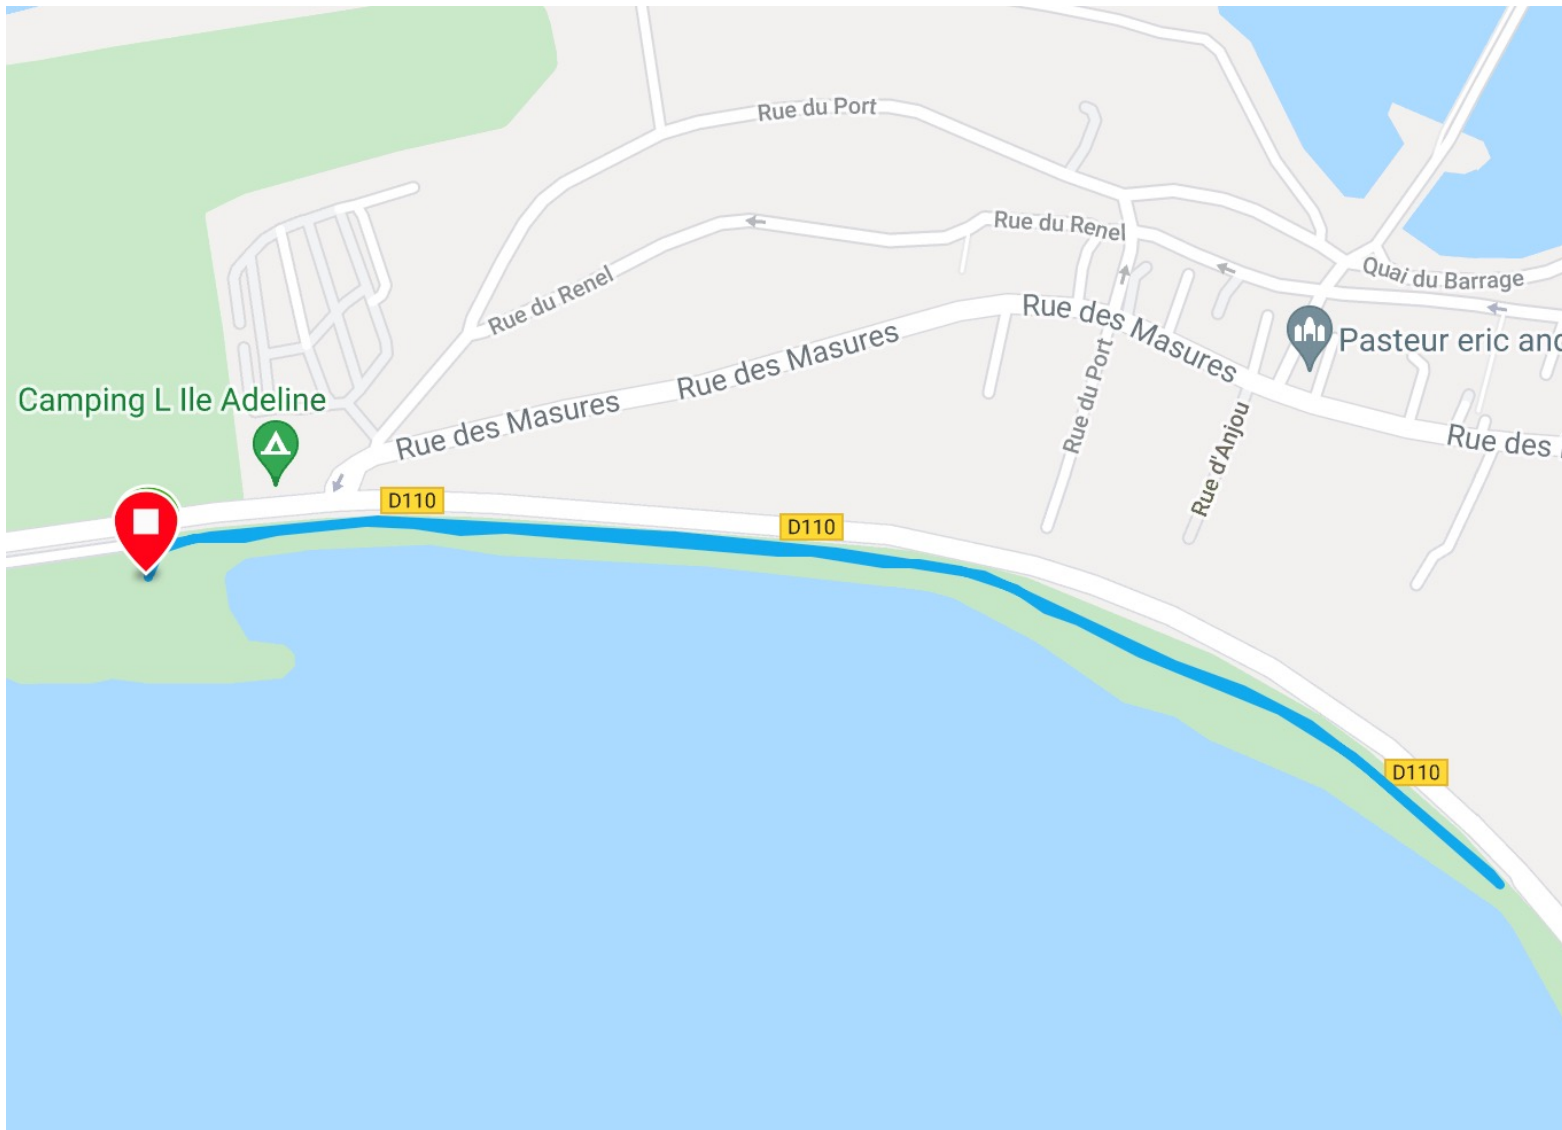 Rue du Port
Rue du Renel
Rue du Renel
Quai du Barrage
Rue des Masures
Rue des Masures
Pasteur eric and
Rue des Masures
Camping L Ile Adeline
Rue du Port
Rue d'Anjou
Rue des
D110
D110
D110